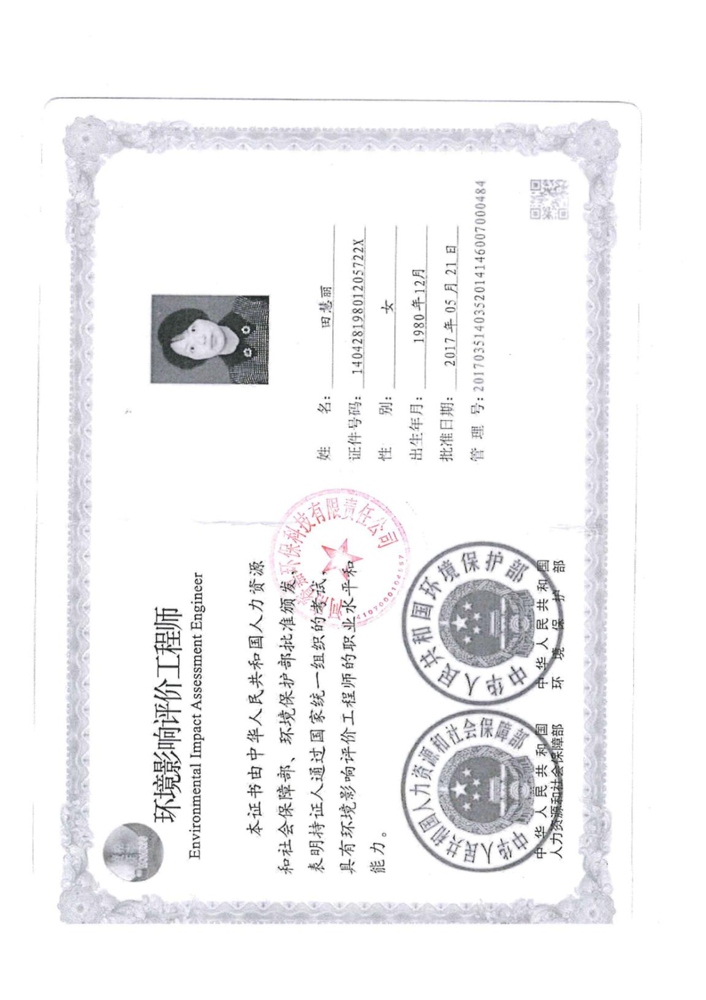 环境影响评价工程师
Environmental Impact Assessment Engineer
本证书由中华人民共和国人力资源
和社会保障部、环境保护部批准颁发,
表明持证人通过国家统一组织的考试,
具有环境影响评价工程师的职业水平和
能力。
环保科技有限责任公司
中华人民共和国人力资源和社会保障部
中华人民共和国
人力资源和社会保障部
中华人民共和国环境保护部
中华人民共和国
环境保护部
姓 名: 田慧丽
证件号码: 14042819801205722X
性 别: 女
出生年月: 1980年12月
批准日期: 2017年05月21日
管 理 号: 2017035140352014146007000484